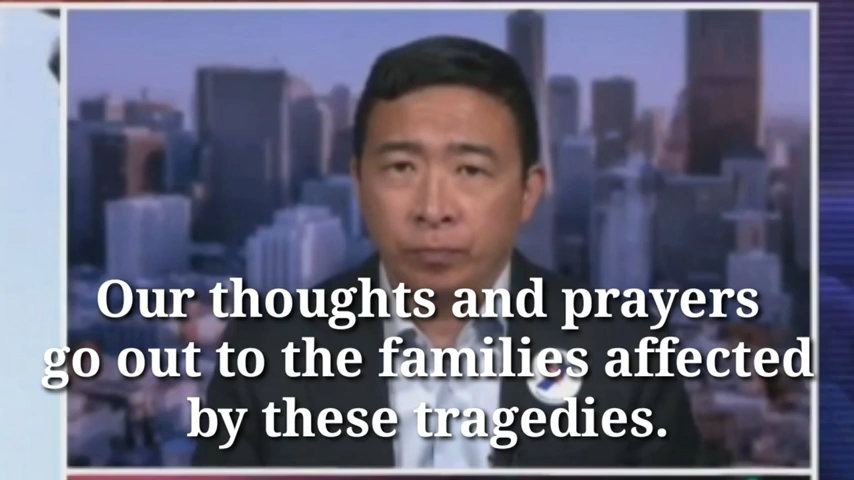 Our thoughts and prayers
go out to the families affected
by these tragedies.